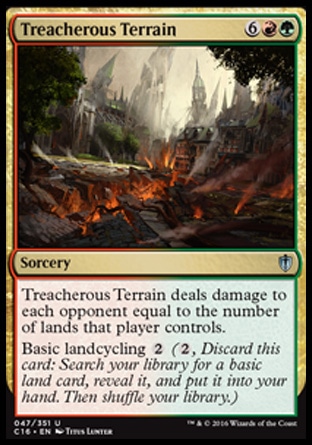 Treacherous Terrain 6
Sorcery
Treacherous Terrain deals damage to
each opponent equal to the number
of lands that player controls.
Basic landcycling 2 (2, Discard this
card: Search your library for a basic
land card, reveal it, and put it into your
hand. Then shuffle your library.)
047/351 U
C16 • EN Titus Lunter
™ & © 2016 Wizards of the Coast